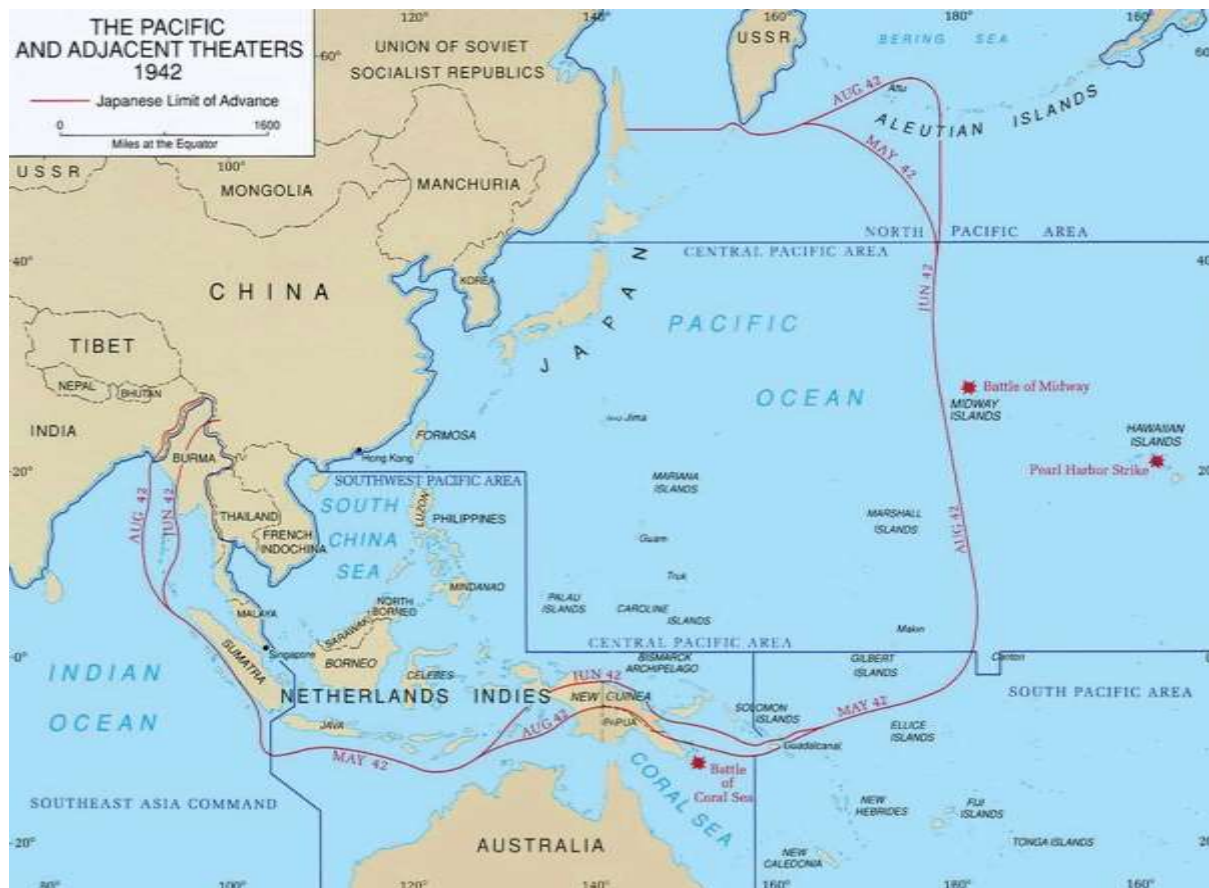 THE PACIFIC
AND ADJACENT THEATERS
1942
Japanese Limit of Advance
0
1600
Miles at the Equator
120°
140°
160°
180°
160°
60°
60
UNION OF SOVIET
SOCIALIST REPUBLICS
USSR
BERING SEA
AUG 42
Attu
ALEUTIAN ISLANDS
MAY 42
USSR
100°
MONGOLIA
MANCHURIA
NORTH PACIFIC AREA
CENTRAL PACIFIC AREA
40°
40
KOREA
JAPAN
JUN 42
CHINA
PACIFIC
OCEAN
TIBET
NEPAL
BHUTAN
Battle of Midway
MIDWAY
ISLANDS
Iwo Jima
INDIA
BURMA
FORMOSA
Hong Kong
HAWAIIAN
ISLANDS
Pearl Harbor Strike
20°
20°
SOUTHWEST PACIFIC AREA
MARIANA
ISLANDS
AUG 42
JUN 42
THAILAND
FRENCH
INDOCHINA
SOUTH
CHINA
SEA
LUZON
PHILIPPINES
MARSHALL
ISLANDS
AUG 42
Guam
Truk
MINDANAO
PALAU
ISLANDS
CAROLINE
ISLANDS
MALAYA
NORTH
BORNEO
SARAWAK
Makin
CENTRAL PACIFIC AREA
0°
0
Singapore
SUMATRA
BORNEO
CELEBES
BISMARCK
ARCHIPELAGO
GILBERT
ISLANDS
Canton
INDIAN
OCEAN
NETHERLANDS INDIES
JUN 42
NEW GUINEA
SOUTH PACIFIC AREA
JAVA
AUG 42
PAPUA
SOLOMON
ISLANDS
MAY 42
ELLICE
ISLANDS
Guadalcanal
MAY 42
Battle
of
Coral Sea
CORAL SEA
SOUTHEAST ASIA COMMAND
NEW
HEBRIDES
FIJI
ISLANDS
AUSTRALIA
TONGA ISLANDS
20°
20°
NEW
CALEDONIA
80°
100°
120°
140°
160°
180°
160°